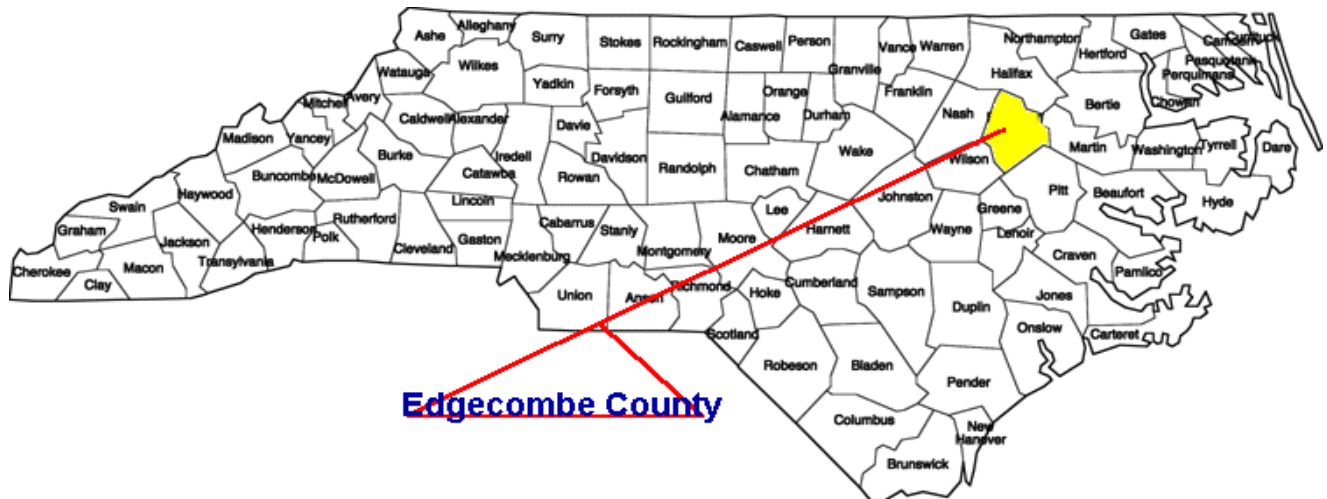 Ashe
Alleghany
Surry
Stokes
Rockingham
Caswell
Person
Vance
Warren
Northampton
Gates
Camden
Currituck
Hertford
Pasquotank
Perquimans
Chowan
Watauga
Wilkes
Yadkin
Forsyth
Guilford
Alamance
Orange
Durham
Granville
Franklin
Halifax
Nash
Bertie
Mitchell
Avery
Caldwell
Alexander
Davie
Iredell
Davidson
Randolph
Chatham
Wake
Wilson
Martin
Washington
Tyrrell
Dare
Madison
Yancey
Burke
Catawba
Rowan
Buncombe
McDowell
Haywood
Swain
Graham
Cherokee
Clay
Macon
Jackson
Transylvania
Henderson
Polk
Rutherford
Cleveland
Lincoln
Gaston
Mecklenburg
Cabarrus
Stanly
Montgomery
Moore
Lee
Harnett
Johnston
Wayne
Greene
Lenoir
Pitt
Beaufort
Hyde
Craven
Pamlico
Union
Anson
Richmond
Scotland
Hoke
Cumberland
Sampson
Duplin
Jones
Onslow
Carteret
Robeson
Bladen
Pender
Columbus
New
Hanover
Brunswick
Edgecombe County